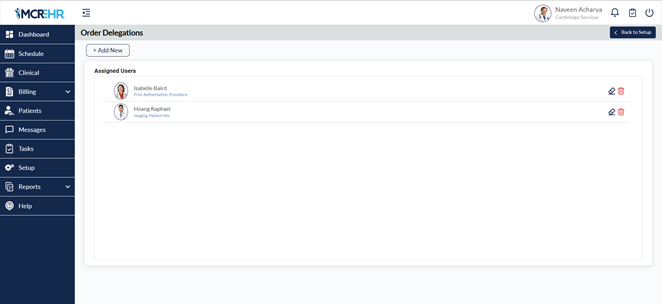 MCREHR
Naveen Acharya
Cardiology Services
Dashboard
Schedule
Clinical
Billing
Patients
Messages
Tasks
Setup
Reports
Help
Order Delegations
Back to Setup
+ Add New
Assigned Users
Isabelle Baird
Prior Authorization, Procedure
Hoang Raphael
Imaging, Patient Info